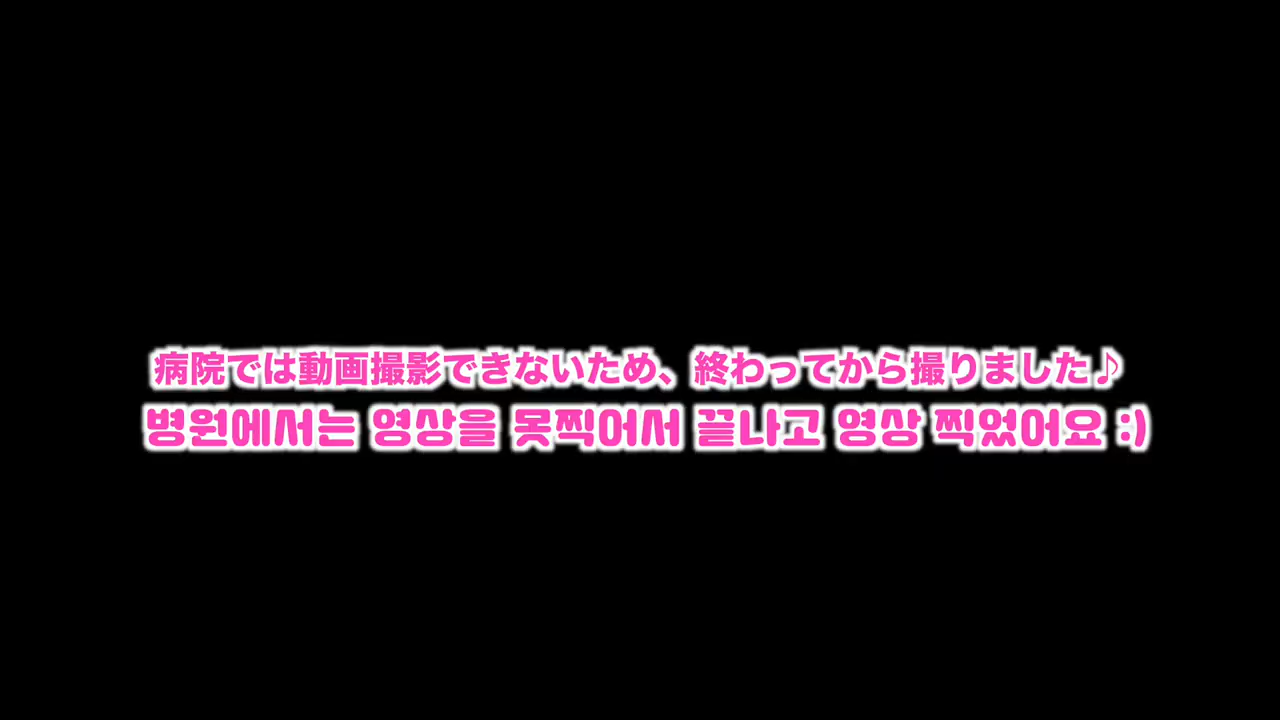 病院では動画撮影できないため、終わってから撮りました♪
병원에서는 영상을 못찍어서 끝나고 영상 찍었어요 :)